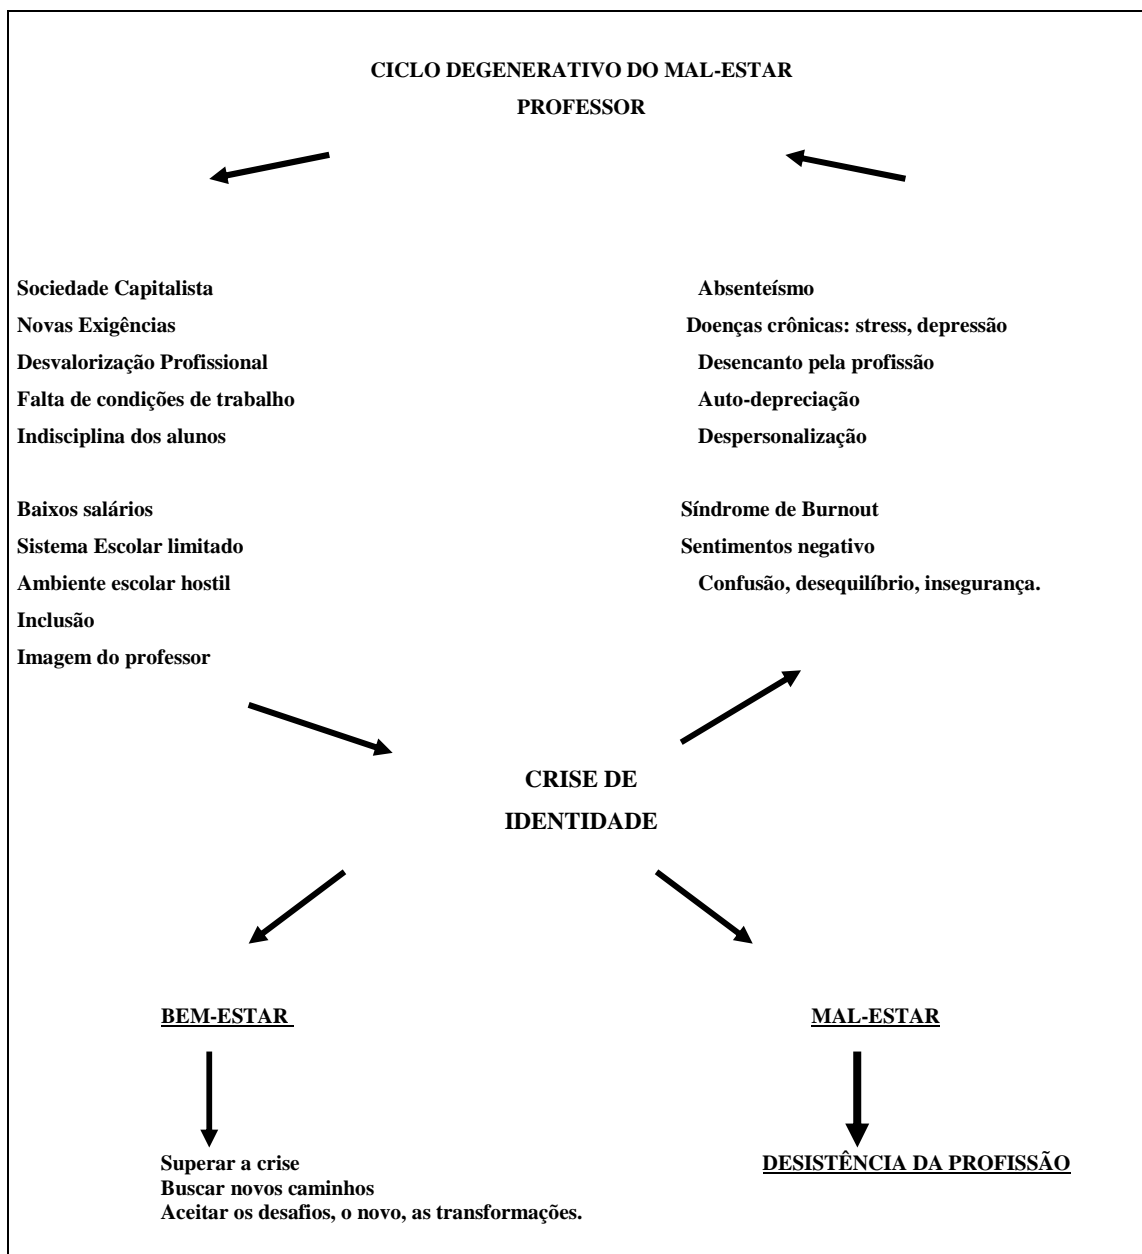 CICLO DEGENERATIVO DO MAL-ESTAR
PROFESSOR
Sociedade Capitalista
Novas Exigências
Desvalorização Profissional
Falta de condições de trabalho
Indisciplina dos alunos
Baixos salários
Sistema Escolar limitado
Ambiente escolar hostil
Inclusão
Imagem do professor
Absenteísmo
Doenças crônicas: stress, depressão
Desencanto pela profissão
Auto-depreciação
Despersonalização
Síndrome de Burnout
Sentimentos negativo
Confusão, desequilíbrio, insegurança.
CRISE DE
IDENTIDADE
BEM-ESTAR
Superar a crise
Buscar novos caminhos
Aceitar os desafios, o novo, as transformações.
MAL-ESTAR
DESISTÊNCIA DA PROFISSÃO